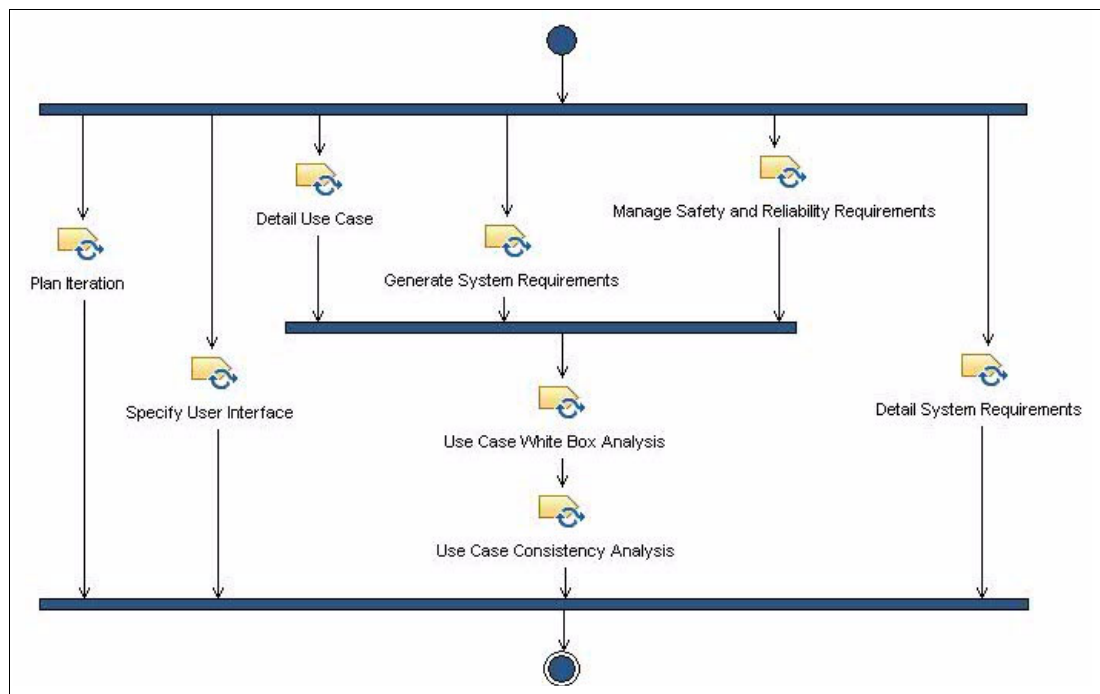 Detail Use Case
Manage Safety and Reliability Requirements
Plan Iteration
Generate System Requirements
Specify User Interface
Detail System Requirements
Use Case White Box Analysis
Use Case Consistency Analysis